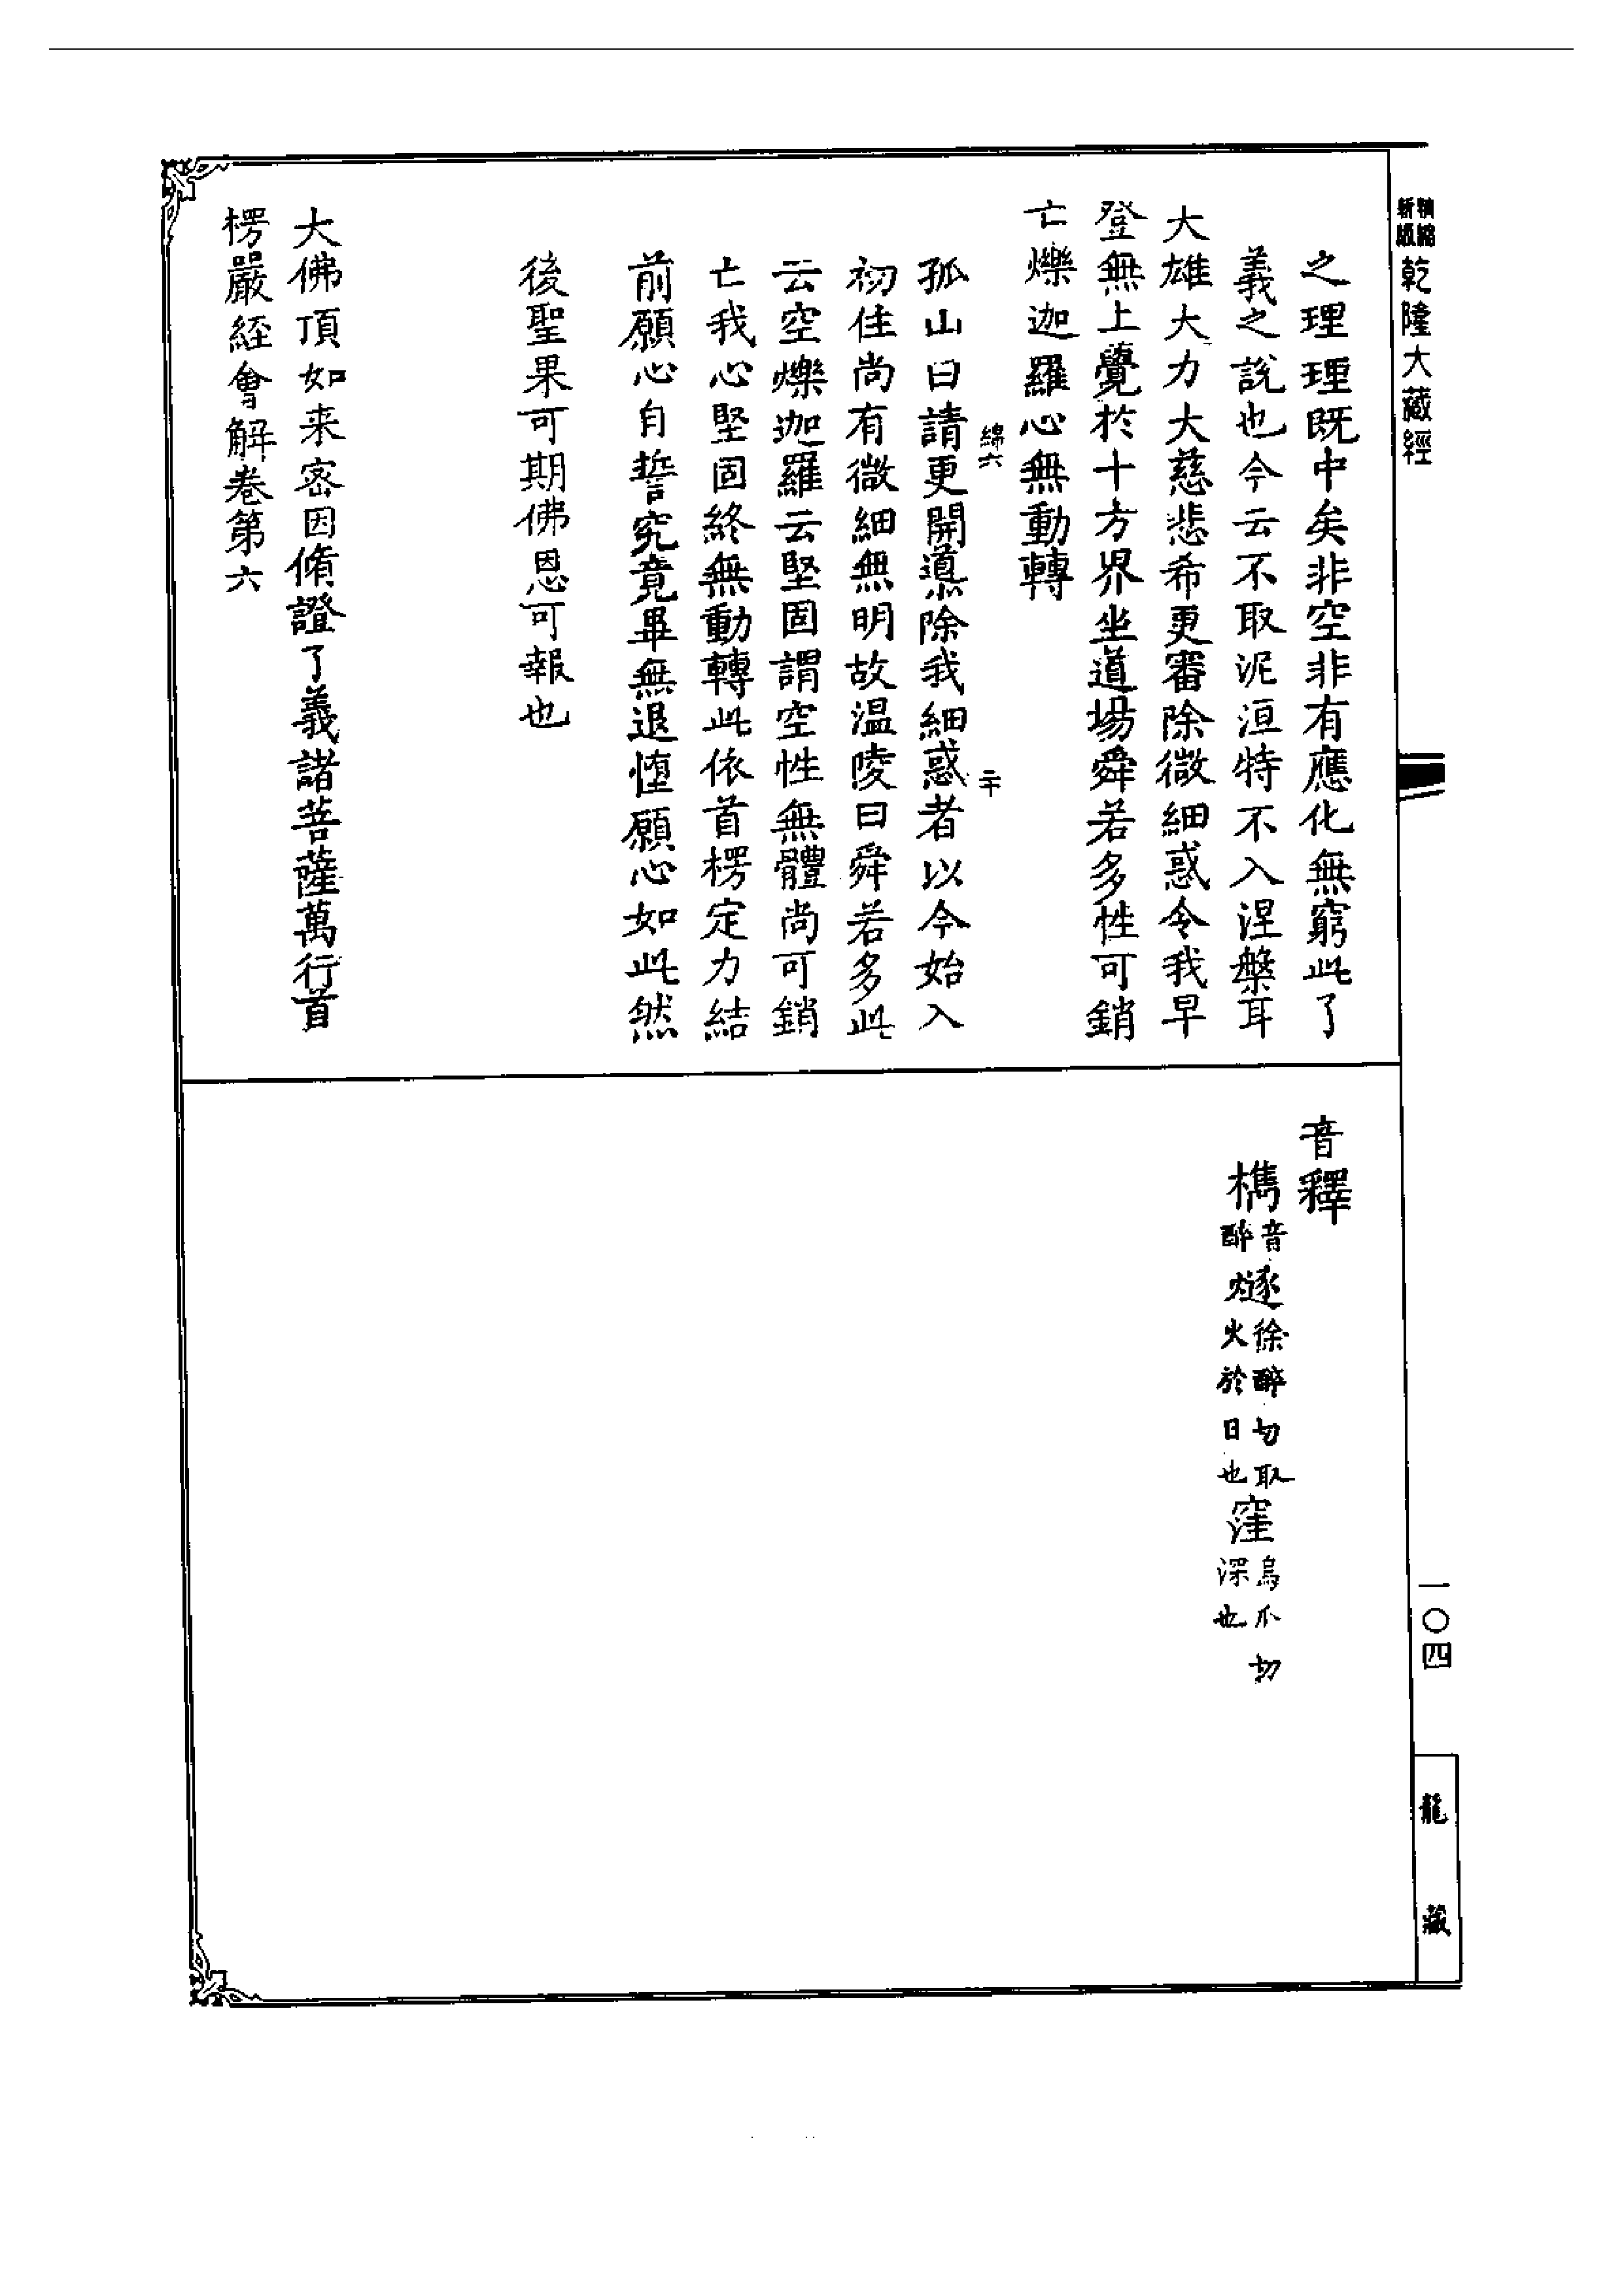 新版精縮乾隆大藏經
之理理既中矣非空非有應化無窮此了
義之說也今云不取泥洹特不入涅槃耳
大雄大力大慈悲希更審除微細惑令我早
登無上覺於十方界坐道場舜若多性可銷
亡爍迦羅心無動轉
綿六
二十
孤山曰請更開導除我細惑者以今始入
初住尚有微細無明故温陵曰舜若多此
云空爍迦羅云堅固謂空性無體尚可銷
亡我心堅固終無動轉此依首楞定力結
前願心自誓究竟畢無退墮願心如此然
後聖果可期佛恩可報也
大佛頂如来密因脩證了義諸菩薩萬行首
楞嚴經會解卷第六
音釋
檇音醉
𨗉徐醉切取火於日也
窪烏爪切深也
一〇四
龍藏